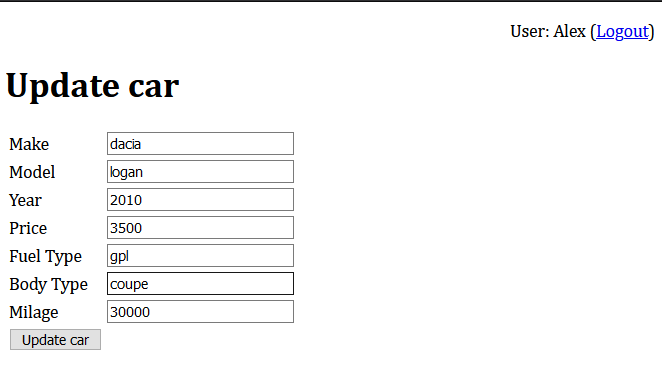 User: Alex (Logout)
Update car
Make dacia
Model logan
Year 2010
Price 3500
Fuel Type gpl
Body Type coupe
Milage 30000
Update car